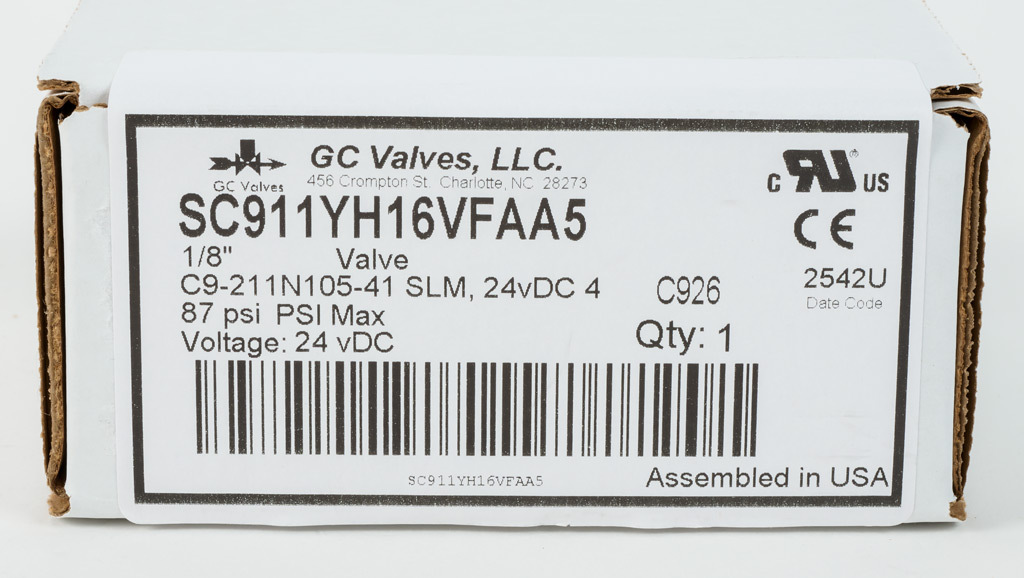 GC Valves, LLC.
GC Valves
456 Crompton St. Charlotte, NC 28273
SC911YH16VFAA5
1/8" Valve
C9-211N105-41 SLM, 24vDC 4
87 psi PSI Max
Voltage: 24 vDC
C926
Qty: 1
C RU® US
CE
2542U
Date Code
SC911YH16VFAA5
Assembled in USA